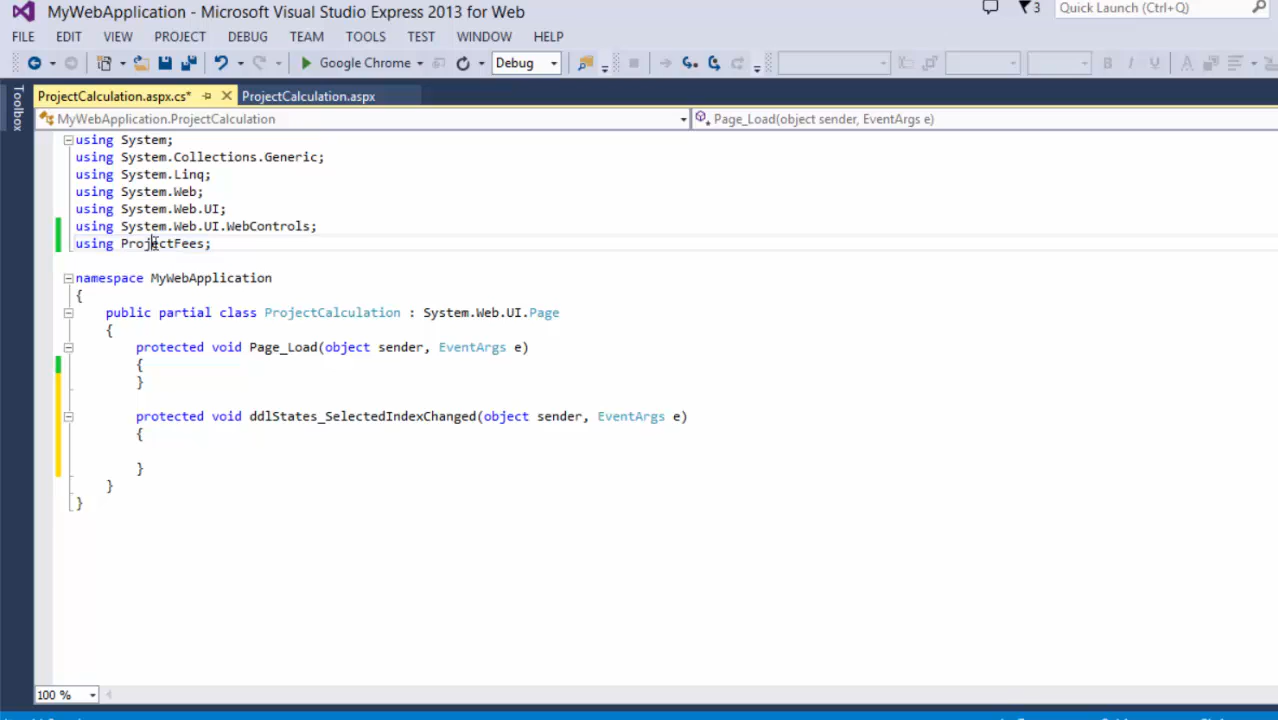 MyWebApplication - Microsoft Visual Studio Express 2013 for Web
3
Quick Launch (Ctrl+Q)
FILE EDIT VIEW PROJECT DEBUG TEAM TOOLS TEST WINDOW HELP
Google Chrome
Debug
B I U A
Toolbox
ProjectCalculation.aspx.cs*
ProjectCalculation.aspx
MyWebApplication.ProjectCalculation
Page_Load(object sender, EventArgs e)
using System;
using System.Collections.Generic;
using System.Linq;
using System.Web;
using System.Web.UI;
using System.Web.UI.WebControls;
using ProjectFees;
namespace MyWebApplication
{
public partial class ProjectCalculation : System.Web.UI.Page
{
protected void Page_Load(object sender, EventArgs e)
{
}
protected void ddlStates_SelectedIndexChanged(object sender, EventArgs e)
{
}
}
}
100 %